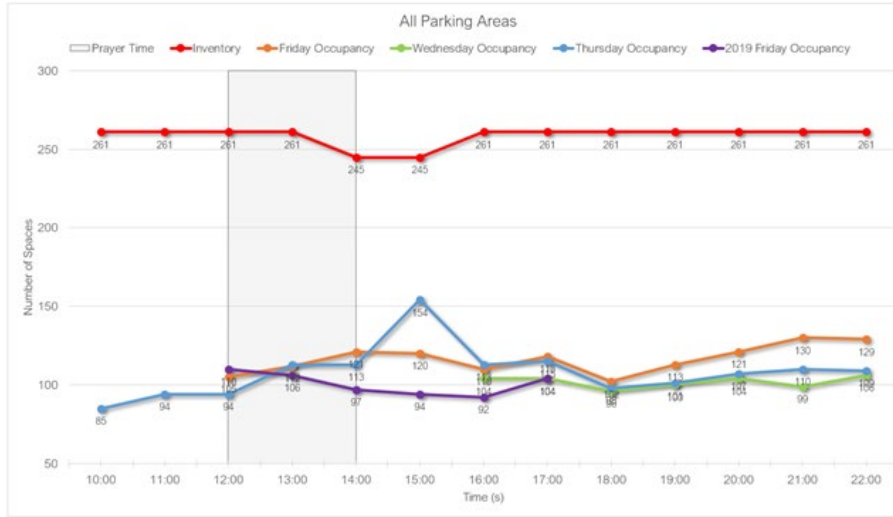 All Parking Areas
Prayer Time Inventory Friday Occupancy Wednesday Occupancy Thursday Occupancy 2019 Friday Occupancy
300
261 261 261 261 245 245 261 261 261 261 261 261 261
250
200
Number of Spaces
150
154
121 130 129
113 120 113 110
100
105 106 97 94 92 104 101 104 99
85 94 94
50
10:00 11:00 12:00 13:00 14:00 15:00 16:00 17:00 18:00 19:00 20:00 21:00 22:00
Time (s)